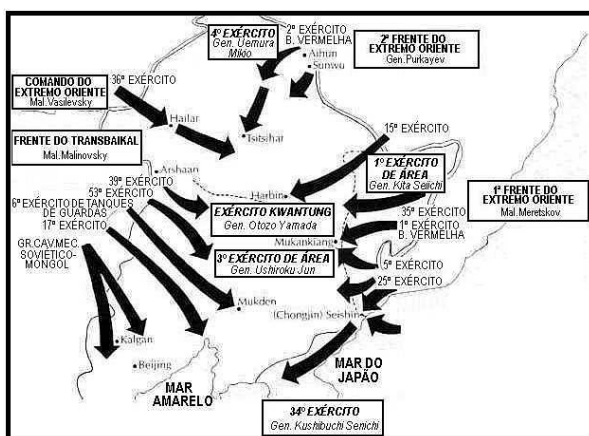 4º EXÉRCITO
Gen. Uemura
Mikio
2º EXÉRCITO
B. VERMELHA
Aihun
Sunwu
2ª FRENTE DO
EXTREMO ORIENTE
Gen.Purkayev
COMANDO DO
EXTREMO ORIENTE
Mal.Vasilevsky
36º EXÉRCITO
Hailar
Tsitsihar
FRENTE DO TRANSBAIKAL
Mal.Malinovsky
15º EXÉRCITO
1º EXÉRCITO
DE ÁREA
Gen. Kita Seiichi
Arshaan
39º EXÉRCITO
53º EXÉRCITO
6º EXÉRCITO DE TANQUES
DE GUARDAS
17º EXÉRCITO
GR.CAV.MEC.
SOVIÉTICO-
MONGOL
Harbin
EXÉRCITO KWANTUNG
Gen. Otozo Yamada
1ª FRENTE DO
EXTREMO ORIENTE
Mal.Meretskov
35º EXÉRCITO
1º EXÉRCITO
B. VERMELHA
Mukankiang
3º EXÉRCITO DE ÁREA
Gen. Ushiroku Jun
5º EXÉRCITO
25º EXÉRCITO
Mukden
(Chongjin) Seishin
Kalgan
Beijing
MAR
AMARELO
MAR DO
JAPÃO
34º EXÉRCITO
Gen. Kushibuchi Senichi